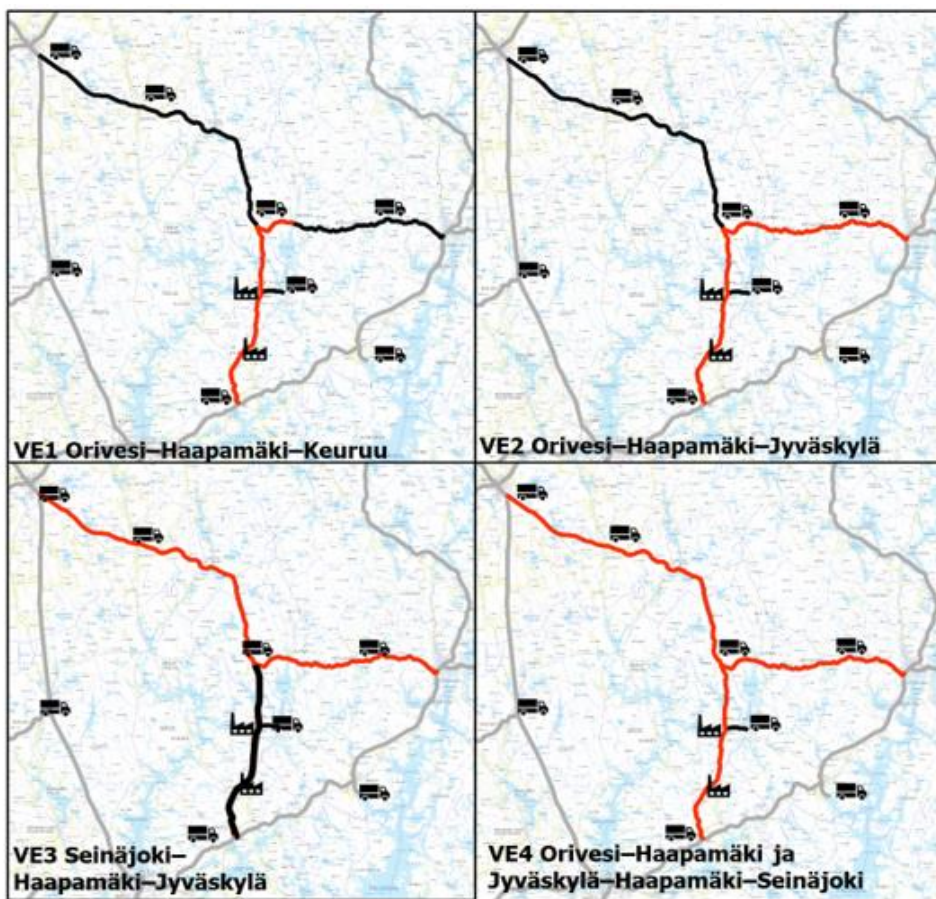 VE1 Orivesi–Haapamäki–Keuruu
VE2 Orivesi–Haapamäki–Jyväskylä
VE3 Seinäjoki–
Haapamäki–Jyväskylä
VE4 Orivesi–Haapamäki ja
Jyväskylä–Haapamäki–Seinäjoki